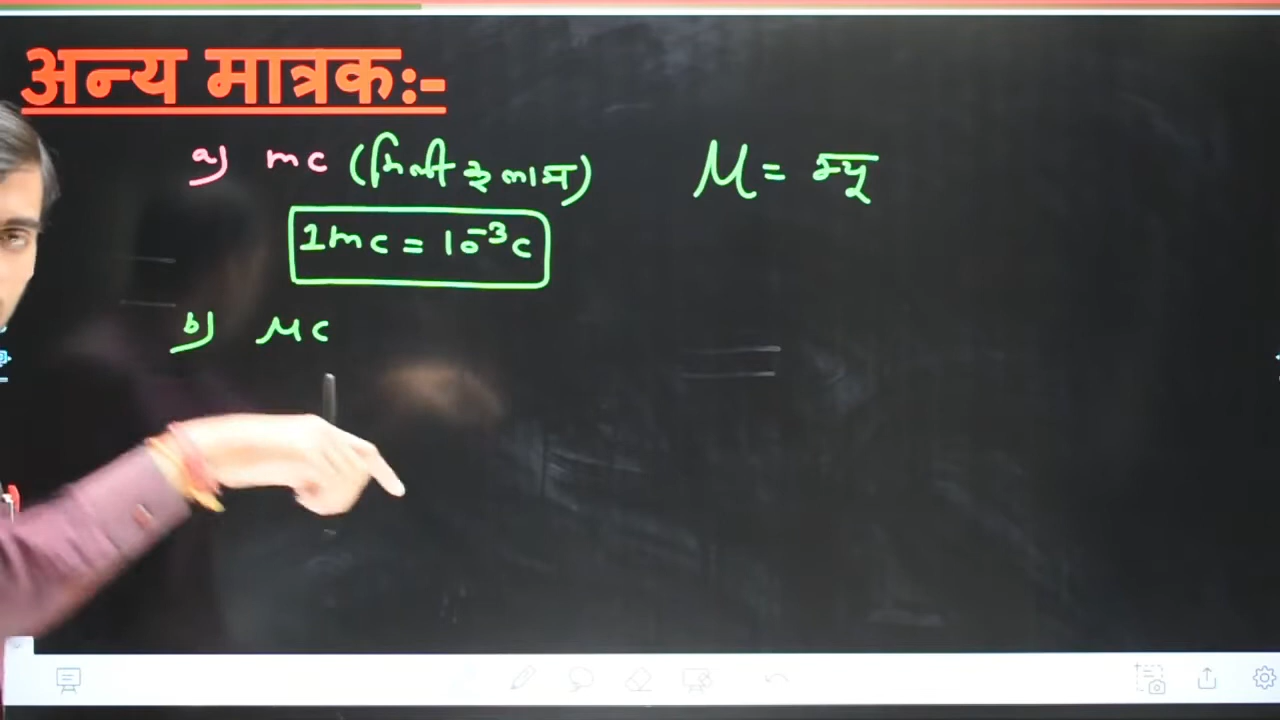 अन्य मात्रक:-
a) mc (मिली कूलाम)
μ = म्यू
1mc = 10⁻³c
b) μc